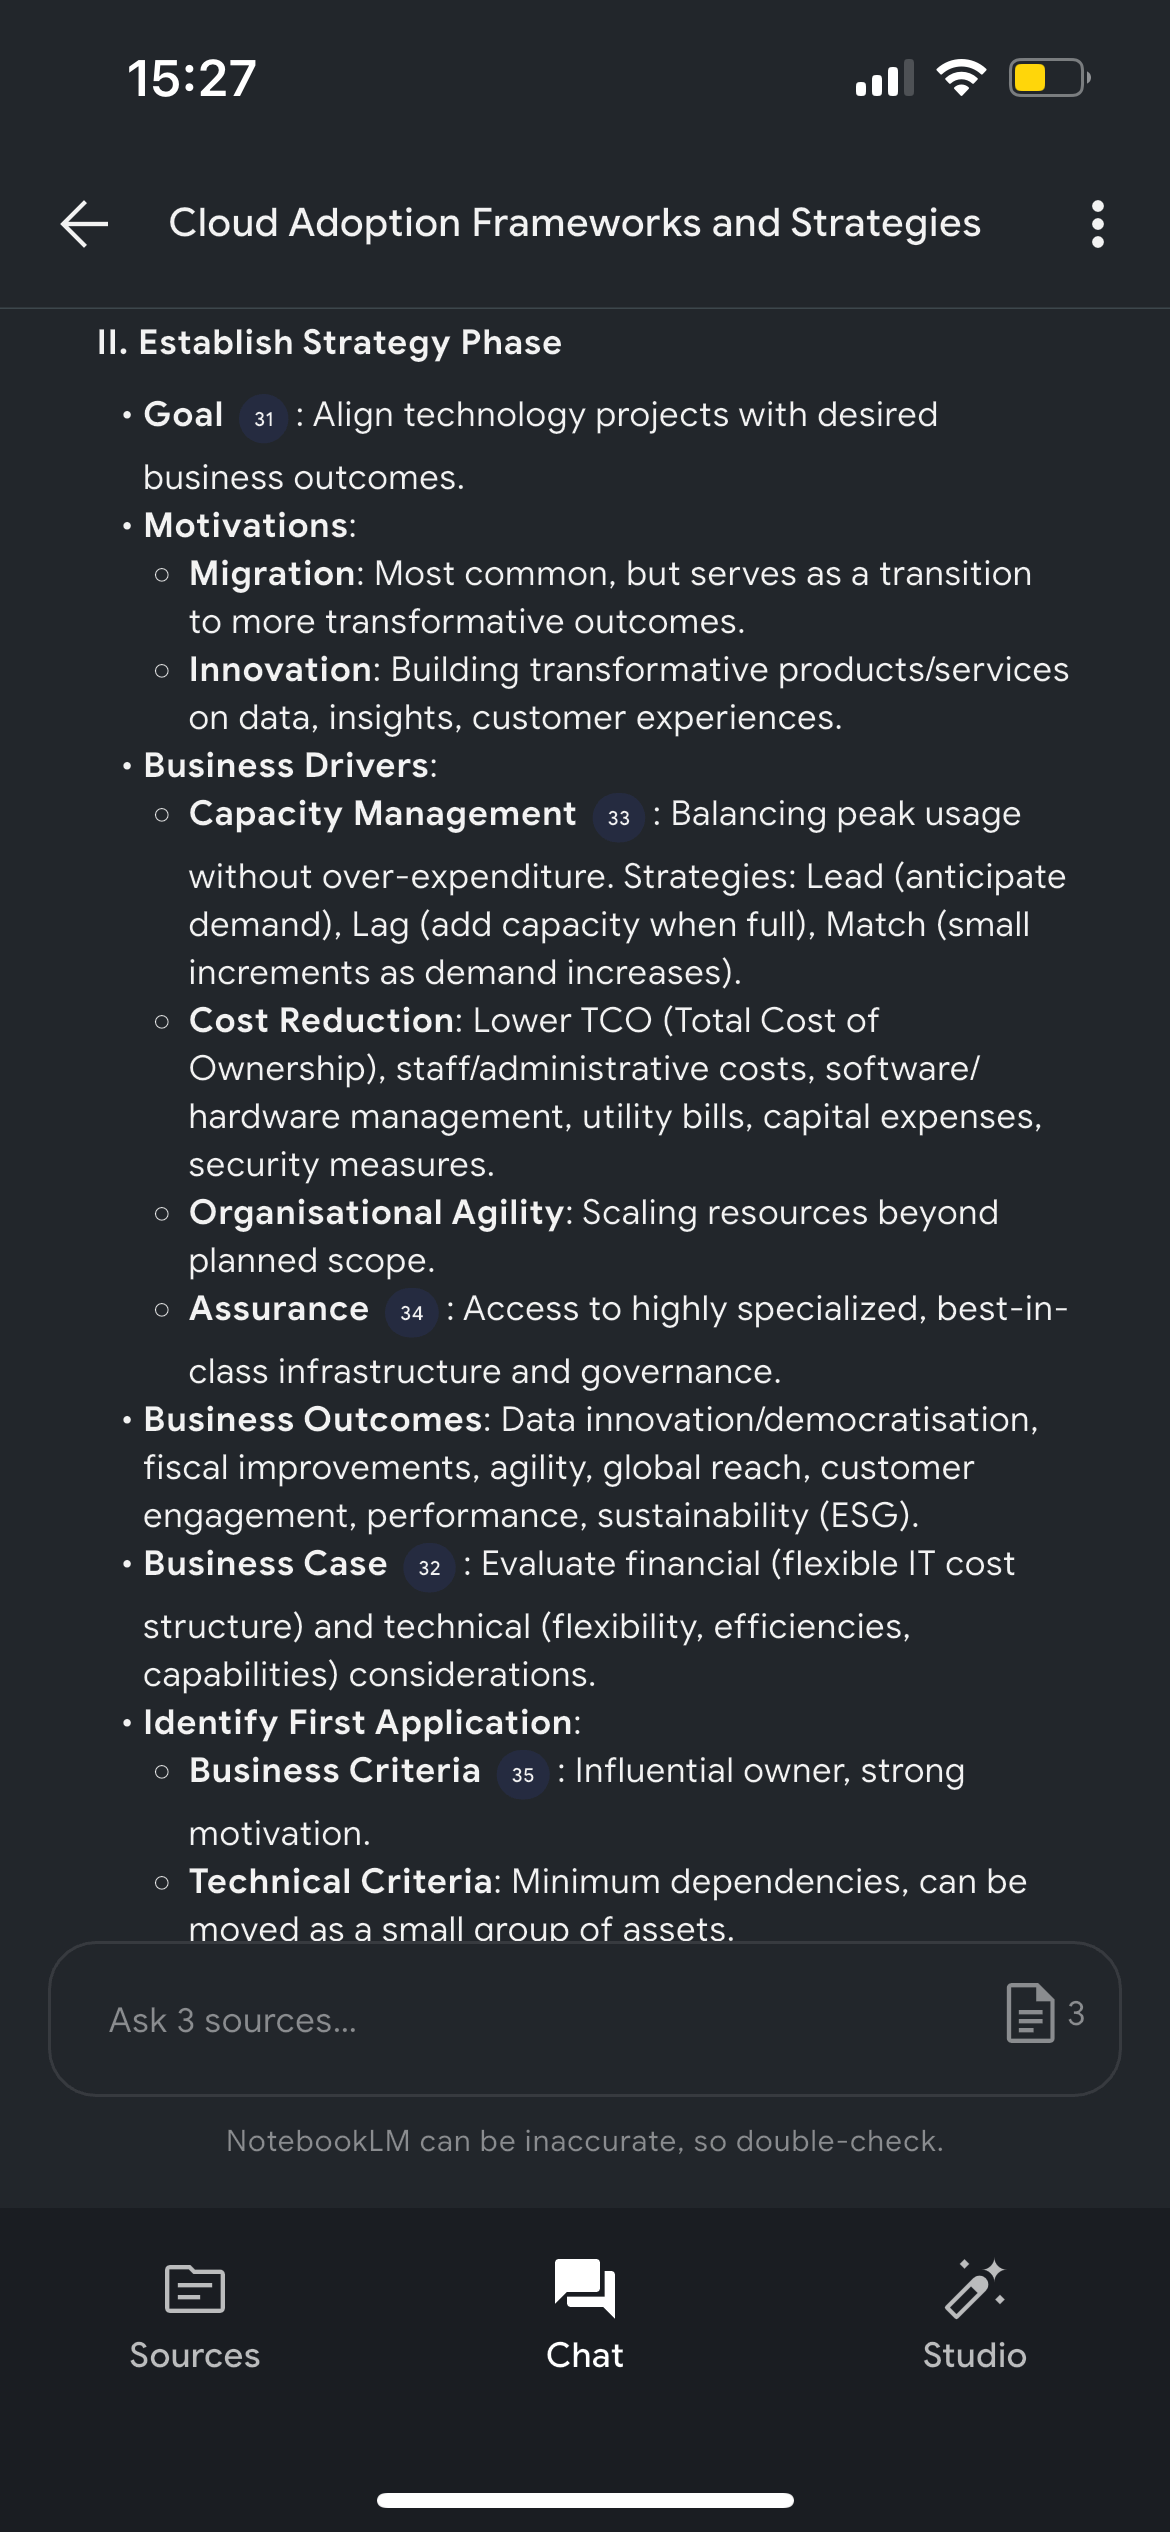 15:27
Cloud Adoption Frameworks and Strategies
II. Establish Strategy Phase
• Goal 31 : Align technology projects with desired
business outcomes.
• Motivations:
○ Migration: Most common, but serves as a transition
to more transformative outcomes.
○ Innovation: Building transformative products/services
on data, insights, customer experiences.
• Business Drivers:
○ Capacity Management 33 : Balancing peak usage
without over-expenditure. Strategies: Lead (anticipate
demand), Lag (add capacity when full), Match (small
increments as demand increases).
○ Cost Reduction: Lower TCO (Total Cost of
Ownership), staff/administrative costs, software/
hardware management, utility bills, capital expenses,
security measures.
○ Organisational Agility: Scaling resources beyond
planned scope.
○ Assurance 34 : Access to highly specialized, best-in-
class infrastructure and governance.
• Business Outcomes: Data innovation/democratisation,
fiscal improvements, agility, global reach, customer
engagement, performance, sustainability (ESG).
• Business Case 32 : Evaluate financial (flexible IT cost
structure) and technical (flexibility, efficiencies,
capabilities) considerations.
• Identify First Application:
○ Business Criteria 35 : Influential owner, strong
motivation.
○ Technical Criteria: Minimum dependencies, can be
moved as a small group of assets.
Ask 3 sources... 3
NotebookLM can be inaccurate, so double-check.
Sources Chat Studio